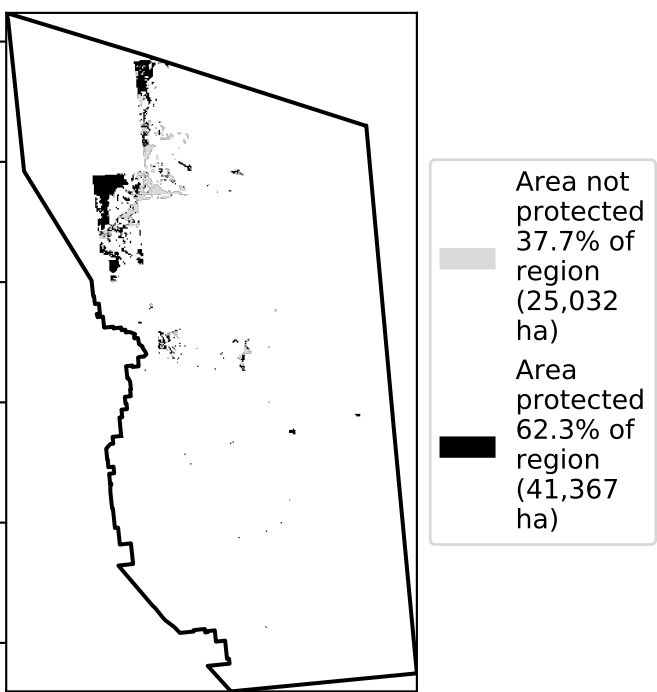 Area not
protected
37.7% of
region
(25,032
ha)
Area
protected
62.3% of
region
(41,367
ha)